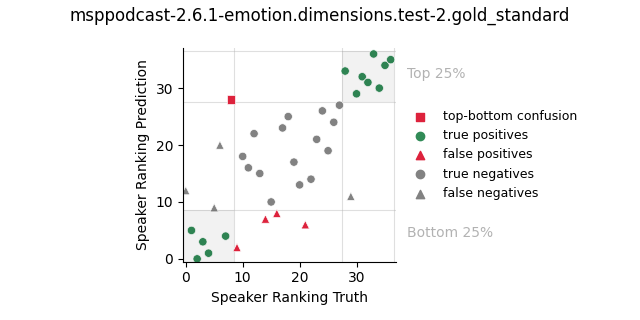 msppodcast-2.6.1-emotion.dimensions.test-2.gold_standard
Speaker Ranking Prediction
30
20
10
0
0
10
20
30
Speaker Ranking Truth
Top 25%
top-bottom confusion
true positives
false positives
true negatives
false negatives
Bottom 25%